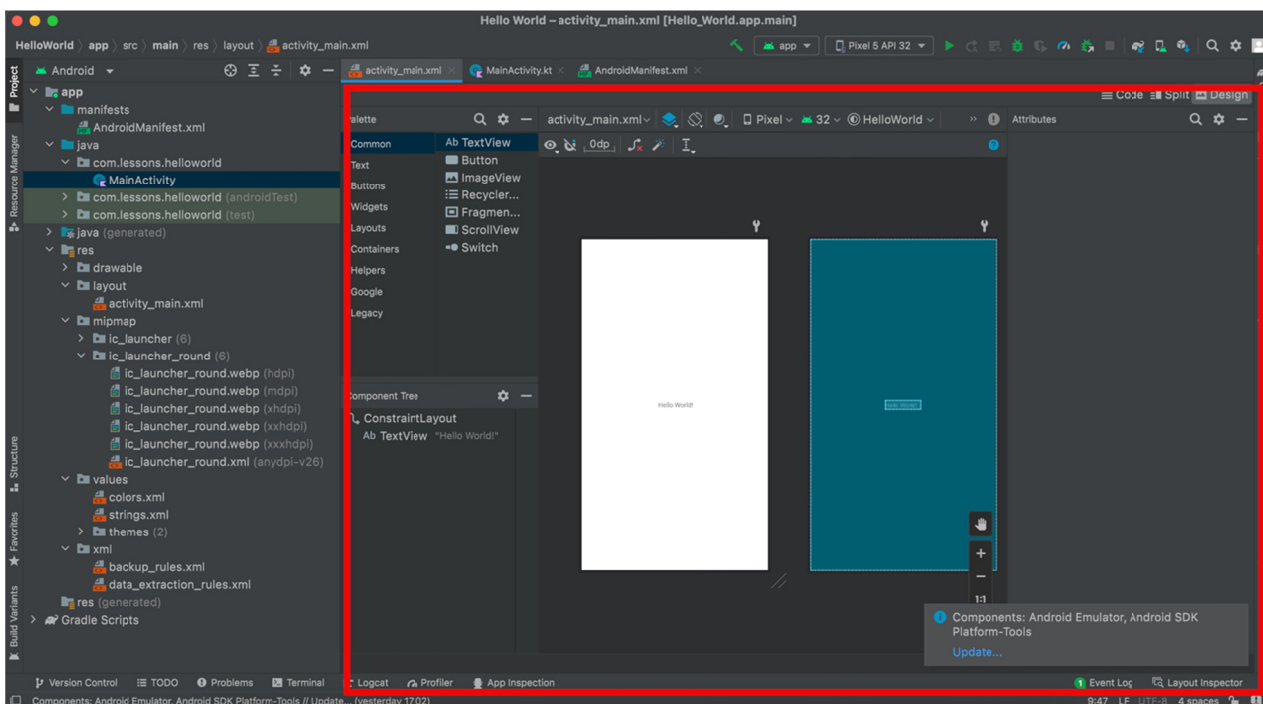 Hello World – activity_main.xml [Hello_World.app.main]
HelloWorld app src main res layout activity_main.xml
app Pixel 5 API 32
Project
Resource Manager
Structure
Favorites
Build Variants
Android
app
manifests
AndroidManifest.xml
java
com.lessons.helloworld
MainActivity
com.lessons.helloworld (androidTest)
com.lessons.helloworld (test)
java (generated)
res
drawable
layout
activity_main.xml
mipmap
ic_launcher (6)
ic_launcher_round (6)
ic_launcher_round.webp (hdpi)
ic_launcher_round.webp (mdpi)
ic_launcher_round.webp (xhdpi)
ic_launcher_round.webp (xxhdpi)
ic_launcher_round.webp (xxxhdpi)
ic_launcher_round.xml (anydpi-v26)
values
colors.xml
strings.xml
themes (2)
xml
backup_rules.xml
data_extraction_rules.xml
res (generated)
Gradle Scripts
activity_main.xml MainActivity.kt AndroidManifest.xml
Code Split Design
alette
Common
Text
Buttons
Widgets
Layouts
Containers
Helpers
Google
Legacy
Ab TextView
Button
ImageView
Recycler...
Fragmen...
ScrollView
Switch
activity_main.xml Pixel 32 HelloWorld »
0dp
Attributes
Hello World!
Hello World!
1:1
Component Tree
ConstraintLayout
Ab TextView "Hello World!"
Components: Android Emulator, Android SDK
Platform-Tools
Update...
Version Control TODO Problems Terminal Logcat Profiler App Inspection
1 Event Log Layout Inspector
Components: Android Emulator, Android SDK Platform-Tools // Update... (yesterday 17:02)
9:47 LF UTF-8 4 spaces